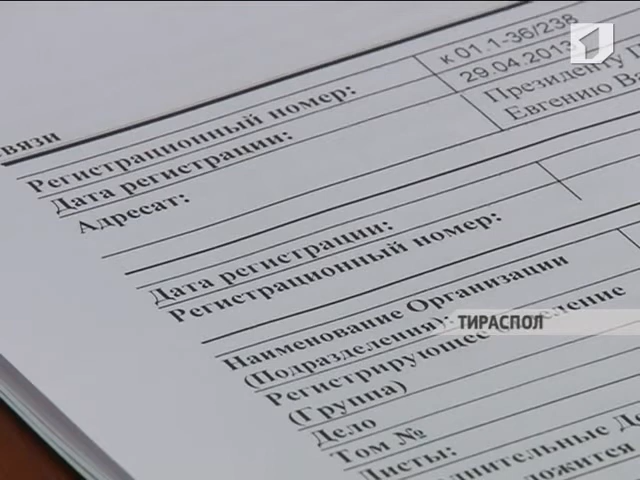 1
к 01.1-36/238
29.04.2013
Президенту
Евгению
Регистрационный номер:
Дата регистрации:
Адресат:
Дата регистрации:
Регистрационный номер:
Наименование Организации
(Подразделения):
Регистрирующее
(Группа)
Дело
Том №
Листы:
ТИРАСПОЛ